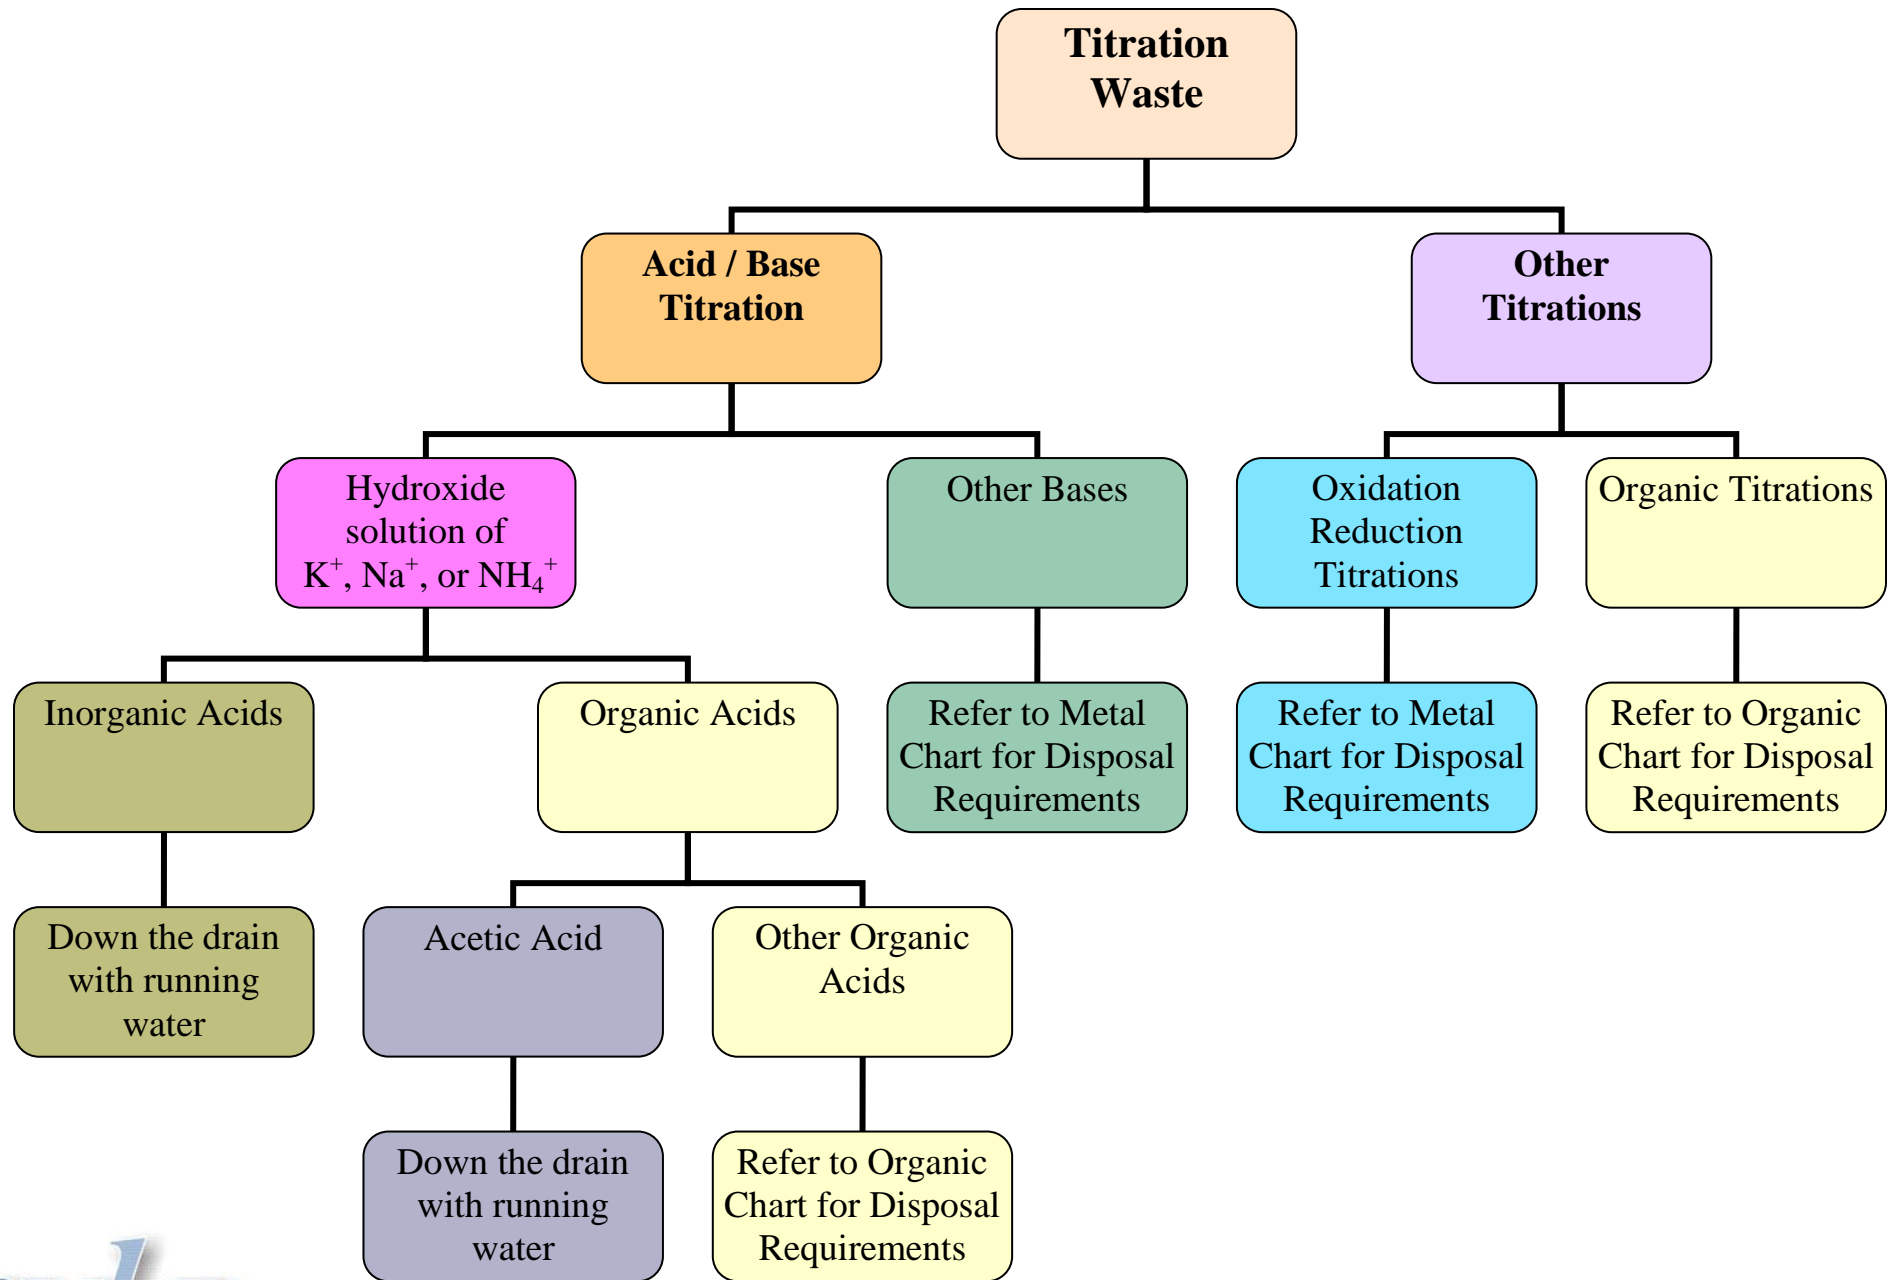 Titration
Waste
Acid / Base
Titration
Other
Titrations
Hydroxide
solution of
K⁺, Na⁺, or NH₄⁺
Other Bases
Oxidation
Reduction
Titrations
Organic Titrations
Inorganic Acids
Organic Acids
Refer to Metal
Chart for Disposal
Requirements
Refer to Metal
Chart for Disposal
Requirements
Refer to Organic
Chart for Disposal
Requirements
Down the drain
with running
water
Acetic Acid
Other Organic
Acids
Down the drain
with running
water
Refer to Organic
Chart for Disposal
Requirements